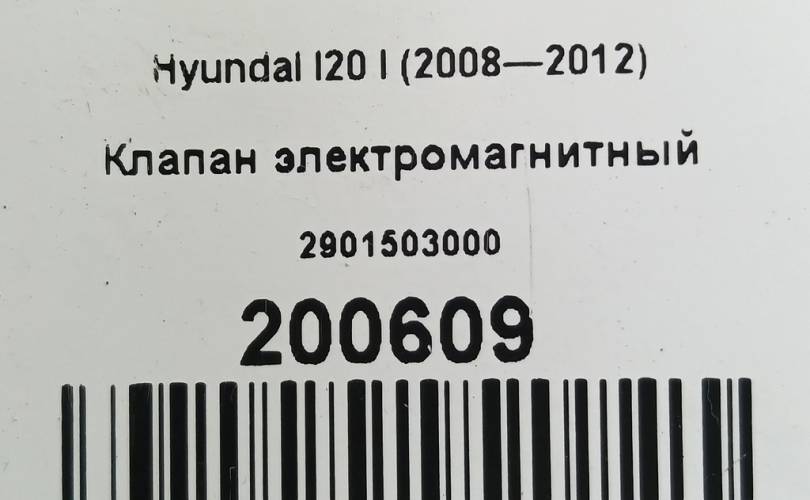 Hyundai I20 I (2008—2012)
Клапан электромагнитный
2901503000
200609